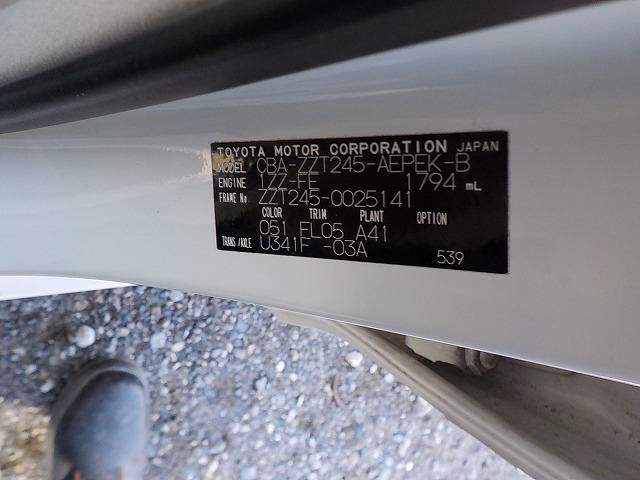 TOYOTA MOTOR CORPORATION JAPAN
MODEL CBA-ZZT245-AEPEK-B
ENGINE 1ZZ-FE 1794 mL
FRAME No. ZZT245-0025141
COLOR TRIM PLANT OPTION
051 FL05 A41
TRANS/AXLE U341F -03A
539